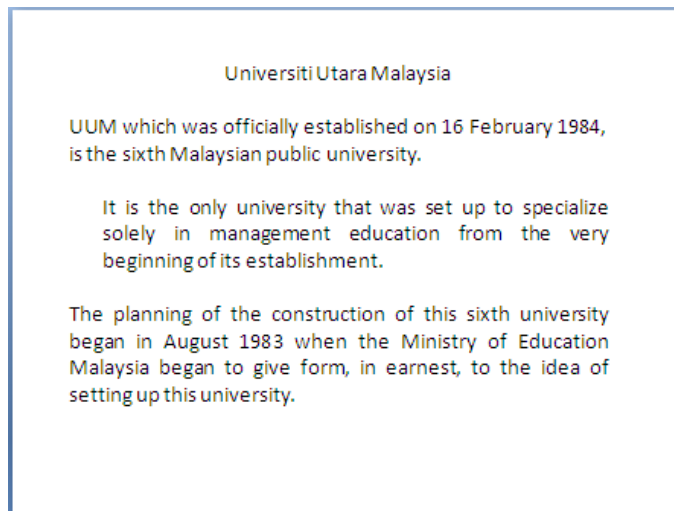 Universiti Utara Malaysia
UUM which was officially established on 16 February 1984,
is the sixth Malaysian public university.
It is the only university that was set up to specialize
solely in management education from the very
beginning of its establishment.
The planning of the construction of this sixth university
began in August 1983 when the Ministry of Education
Malaysia began to give form, in earnest, to the idea of
setting up this university.